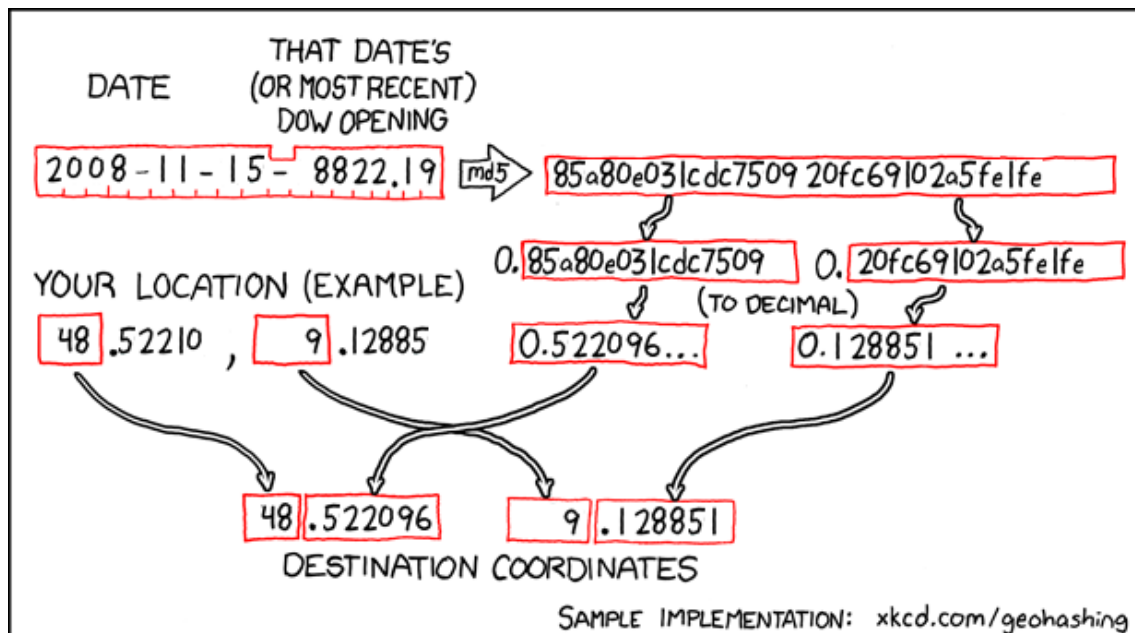 DATE
THAT DATE'S
(OR MOST RECENT)
DOW OPENING
2008-11-15-8822.19
md5
85a80e031cdc7509 20fc69102a5fe1fe
0.85a80e031cdc7509
0.20fc69102a5fe1fe
(TO DECIMAL)
YOUR LOCATION (EXAMPLE)
48.52210, 9.12885
0.522096...
0.128851 ...
48.522096
9.128851
DESTINATION COORDINATES
SAMPLE IMPLEMENTATION: xkcd.com/geohashing